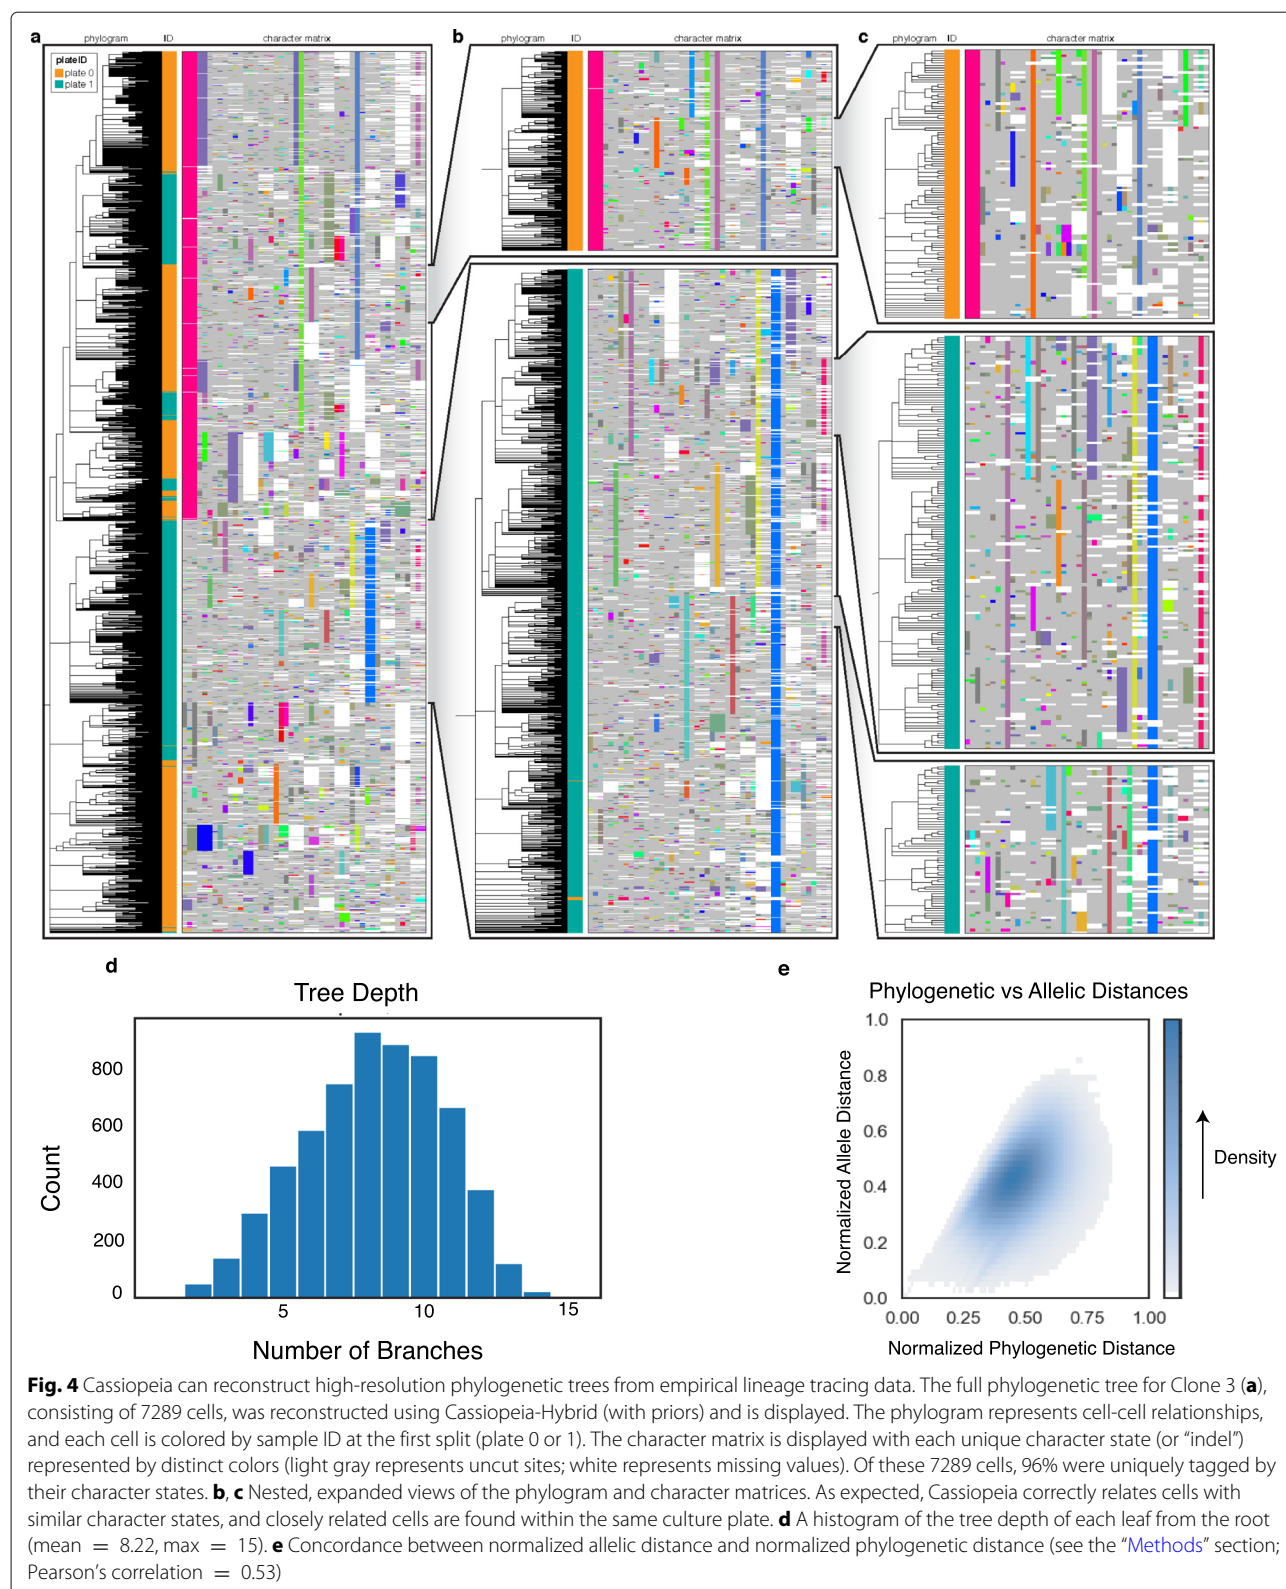 a
phylogram ID character matrix
plate ID
plate 0
plate 1
b
phylogram ID character matrix
c
phylogram ID character matrix
d
Tree Depth
Count
800
600
400
200
0
5 10 15
Number of Branches
e
Phylogenetic vs Allelic Distances
Normalized Allele Distance
1.0
0.8
0.6
0.4
0.2
0.0
0.00 0.25 0.50 0.75 1.00
Normalized Phylogenetic Distance
Density
Fig. 4 Cassiopeia can reconstruct high-resolution phylogenetic trees from empirical lineage tracing data. The full phylogenetic tree for Clone 3 (a),
consisting of 7289 cells, was reconstructed using Cassiopeia-Hybrid (with priors) and is displayed. The phylogram represents cell-cell relationships,
and each cell is colored by sample ID at the first split (plate 0 or 1). The character matrix is displayed with each unique character state (or “indel”)
represented by distinct colors (light gray represents uncut sites; white represents missing values). Of these 7289 cells, 96% were uniquely tagged by
their character states. b, c Nested, expanded views of the phylogram and character matrices. As expected, Cassiopeia correctly relates cells with
similar character states, and closely related cells are found within the same culture plate. d A histogram of the tree depth of each leaf from the root
(mean = 8.22, max = 15). e Concordance between normalized allelic distance and normalized phylogenetic distance (see the “Methods” section;
Pearson’s correlation = 0.53)